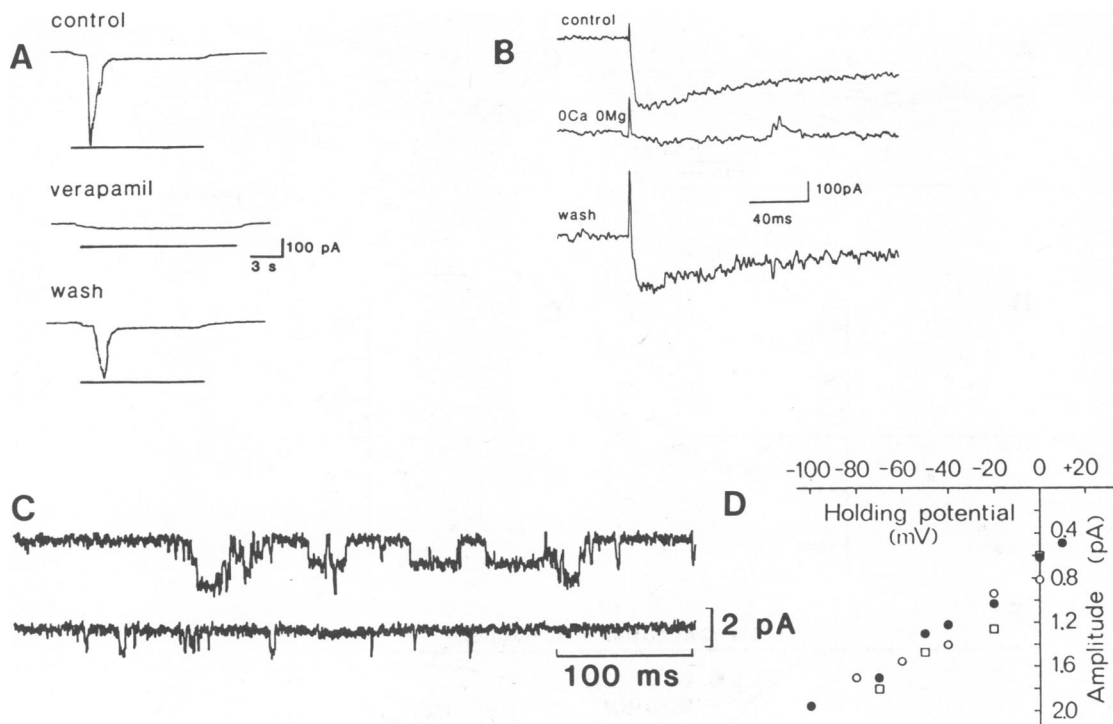 A
control
verapamil
100 pA
3 s
wash
B
control
0Ca 0Mg
100pA
40ms
wash
C
2 pA
100 ms
D
-100 -80 -60 -40 -20 0 +20
Holding potential
(mV)
0.4
0.8
1.2
1.6
2.0
Amplitude (pA)